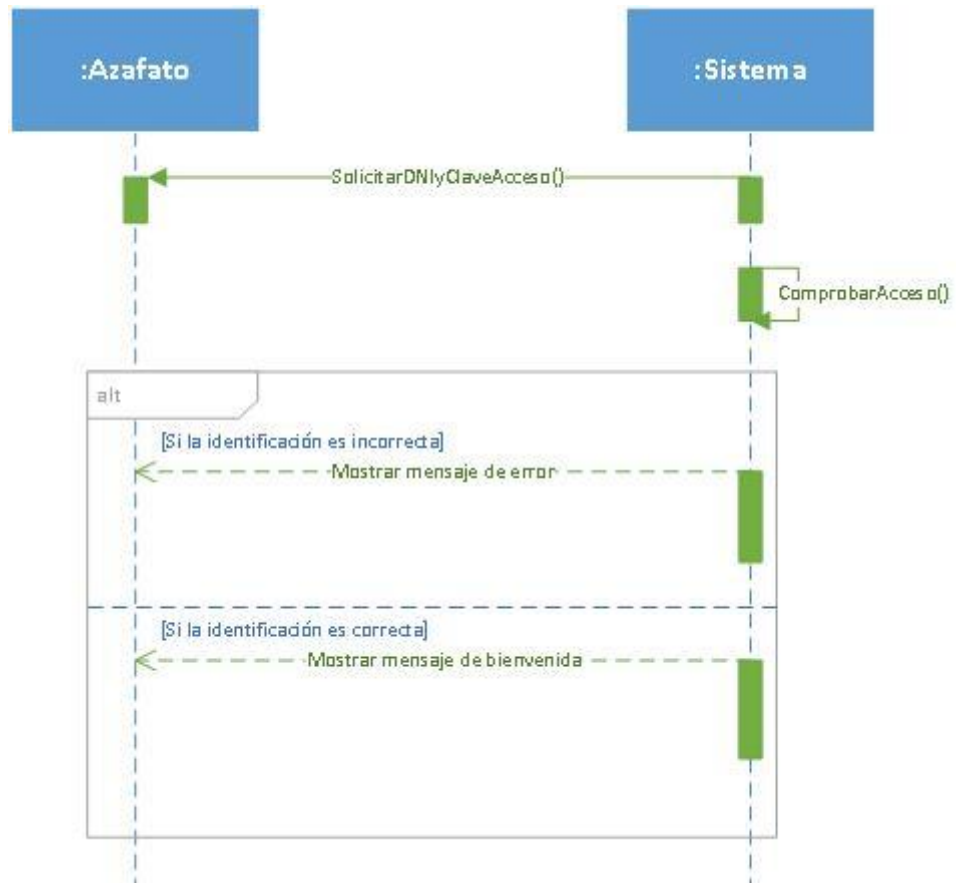 :Azafato
:Sistema
SolicitarDNIyClaveAcceso()
ComprobarAcceso()
alt
[Si la identificación es incorrecta]
Mostrar mensaje de error
[Si la identificación es correcta]
Mostrar mensaje de bienvenida